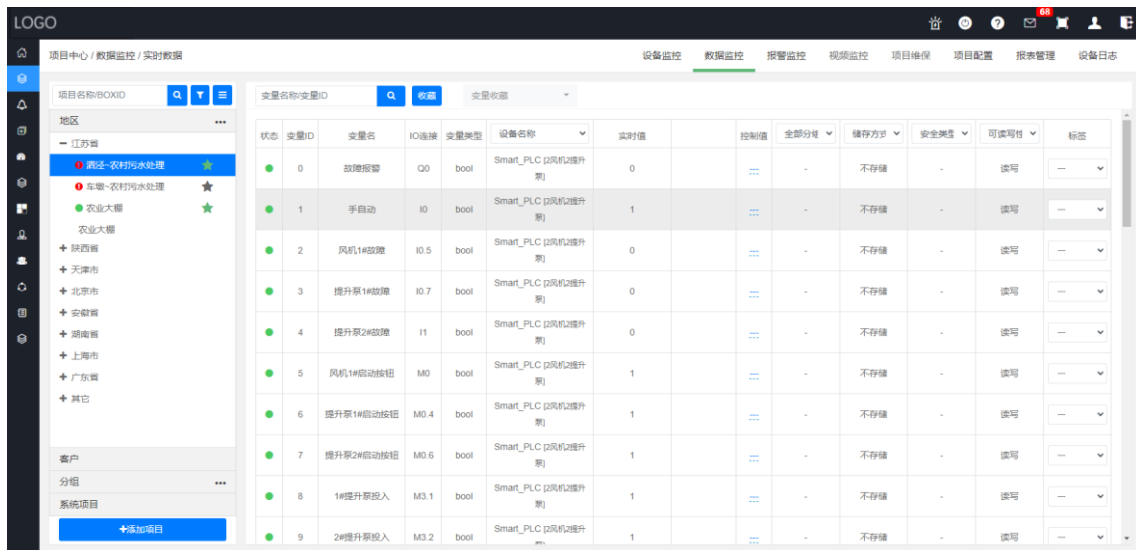 LOGO
68
项目中心 / 数据监控 / 实时数据
设备监控 数据监控 报警监控 视频监控 项目维保 项目配置 报表管理 设备日志
项目名称/BOXID
变量名称/变量ID 收藏 变量收藏
地区 •••
江苏省
泗泾~农村污水处理
车墩~农村污水处理
农业大棚
农业大棚
陕西省
天津市
北京市
安徽省
湖南省
上海市
广东省
其它
客户
分组 •••
系统项目
+添加项目
状态 变量ID 变量名 IO连接 变量类型 设备名称 实时值 控制值 全部分组 储存方式 安全类型 可读写性 标签
0 故障报警 Q0 Smart_PLC [2风机2提升泵] 0 --- - 不存储 - 读写 ---
1 手自动 I0 bool Smart_PLC [2风机2提升泵] 1 --- - 不存储 - 读写 ---
2 风机1#故障 I0.5 bool Smart_PLC [2风机2提升泵] 0 --- - 不存储 - 读写 ---
3 提升泵1#故障 I0.7 bool Smart_PLC [2风机2提升泵] 0 --- - 不存储 - 读写 ---
4 提升泵2#故障 I1 bool Smart_PLC [2风机2提升泵] 0 --- - 不存储 - 读写 ---
5 风机1#启动按钮 M0 bool Smart_PLC [2风机2提升泵] 1 --- - 不存储 - 读写 ---
6 提升泵1#启动按钮 M0.4 bool Smart_PLC [2风机2提升泵] 1 --- - 不存储 - 读写 ---
7 提升泵2#启动按钮 M0.6 bool Smart_PLC [2风机2提升泵] 1 --- - 不存储 - 读写 ---
8 1#提升泵投入 M3.1 bool Smart_PLC [2风机2提升泵] 1 --- - 不存储 - 读写 ---
9 2#提升泵投入 M3.2 bool Smart_PLC [2风机2提升 1 --- - 不存储 - 读写 ---